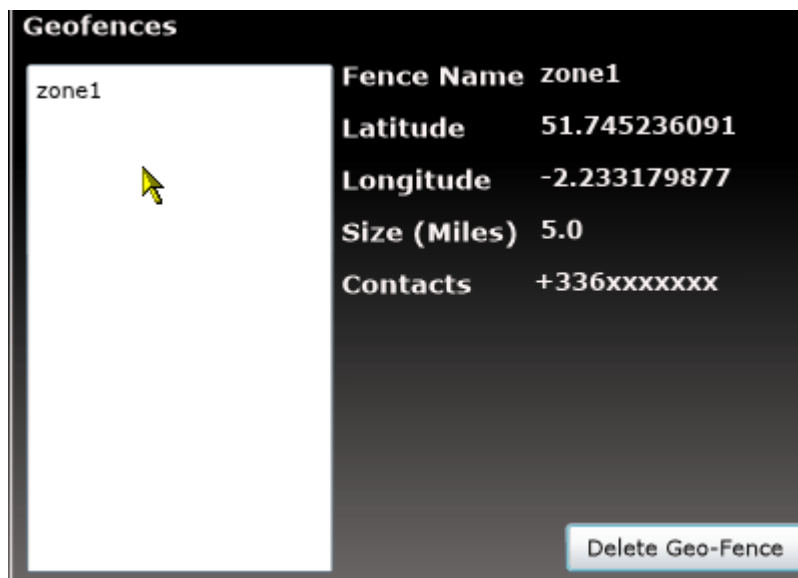 Geofences
zone1
Fence Name zone1
Latitude 51.745236091
Longitude -2.233179877
Size (Miles) 5.0
Contacts +336xxxxxxx
Delete Geo-Fence